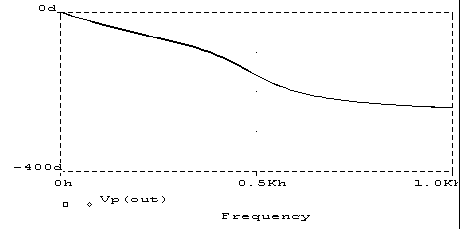 0d
-400d
0h 0.5Kh 1.0Kh
Vp(out)
Frequency